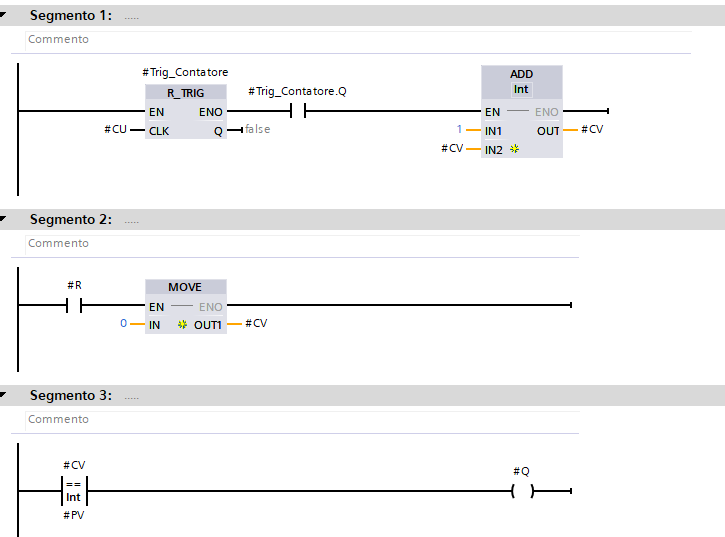 Segmento 1: .....
Commento
#Trig_Contatore
R_TRIG
#Trig_Contatore.Q
ADD
Int
EN ENO
EN ENO
#CU CLK Q false
1 IN1 OUT #CV
#CV IN2
Segmento 2: .....
Commento
#R
MOVE
EN ENO
0 IN OUT1 #CV
Segmento 3: .....
Commento
#CV
==
Int
#PV
#Q